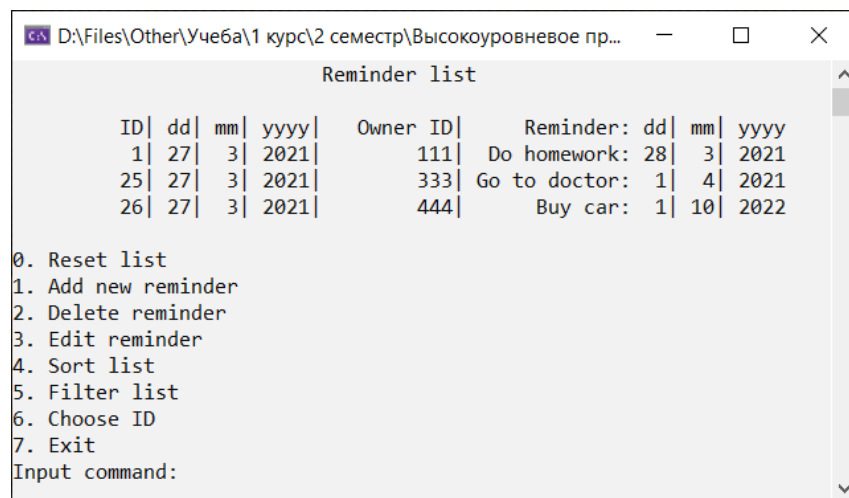 D:\Files\Other\Учеба\1 курс\2 семестр\Высокоуровневое пр...
Reminder list
ID| dd| mm| yyyy| Owner ID| Reminder: dd| mm| yyyy
1| 27| 3| 2021| 111| Do homework: 28| 3| 2021
25| 27| 3| 2021| 333| Go to doctor: 1| 4| 2021
26| 27| 3| 2021| 444| Buy car: 1| 10| 2022
0. Reset list
1. Add new reminder
2. Delete reminder
3. Edit reminder
4. Sort list
5. Filter list
6. Choose ID
7. Exit
Input command: